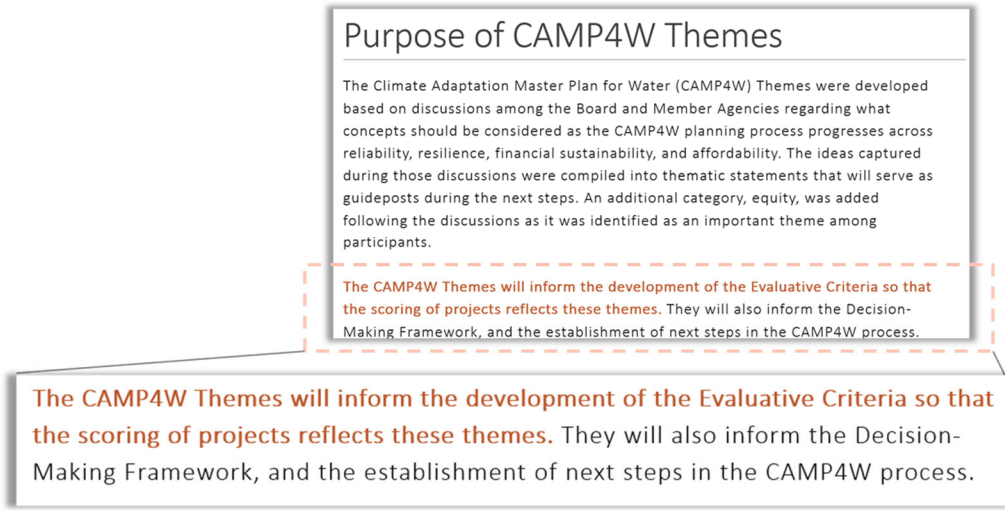 Purpose of CAMP4W Themes
The Climate Adaptation Master Plan for Water (CAMP4W) Themes were developed
based on discussions among the Board and Member Agencies regarding what
concepts should be considered as the CAMP4W planning process progresses across
reliability, resilience, financial sustainability, and affordability. The ideas captured
during those discussions were compiled into thematic statements that will serve as
guideposts during the next steps. An additional category, equity, was added
following the discussions as it was identified as an important theme among
participants.
The CAMP4W Themes will inform the development of the Evaluative Criteria so that
the scoring of projects reflects these themes. They will also inform the Decision-
Making Framework, and the establishment of next steps in the CAMP4W process.
The CAMP4W Themes will inform the development of the Evaluative Criteria so that
the scoring of projects reflects these themes. They will also inform the Decision-
Making Framework, and the establishment of next steps in the CAMP4W process.